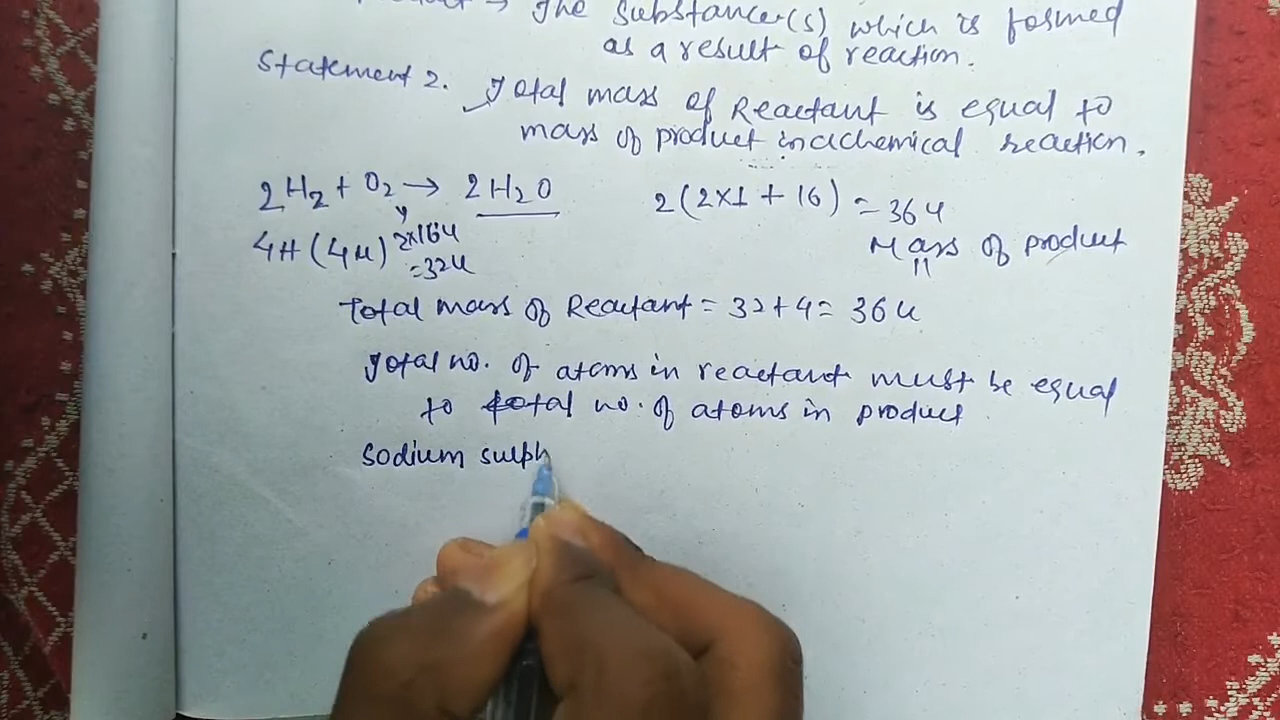 → The Substance(s) which is formed
as a result of reaction.
Statement 2. Total mass of Reactant is equal to
mass of product in a chemical reaction.
2H₂ + O₂ → 2H₂O 2(2×1 + 16) = 36u
4H (4u) 2×16u Mass of product
=32u
Total mass of Reactant = 32+4= 36u
Total no. of atoms in reactant must be equal
to total no. of atoms in product
Sodium sulph